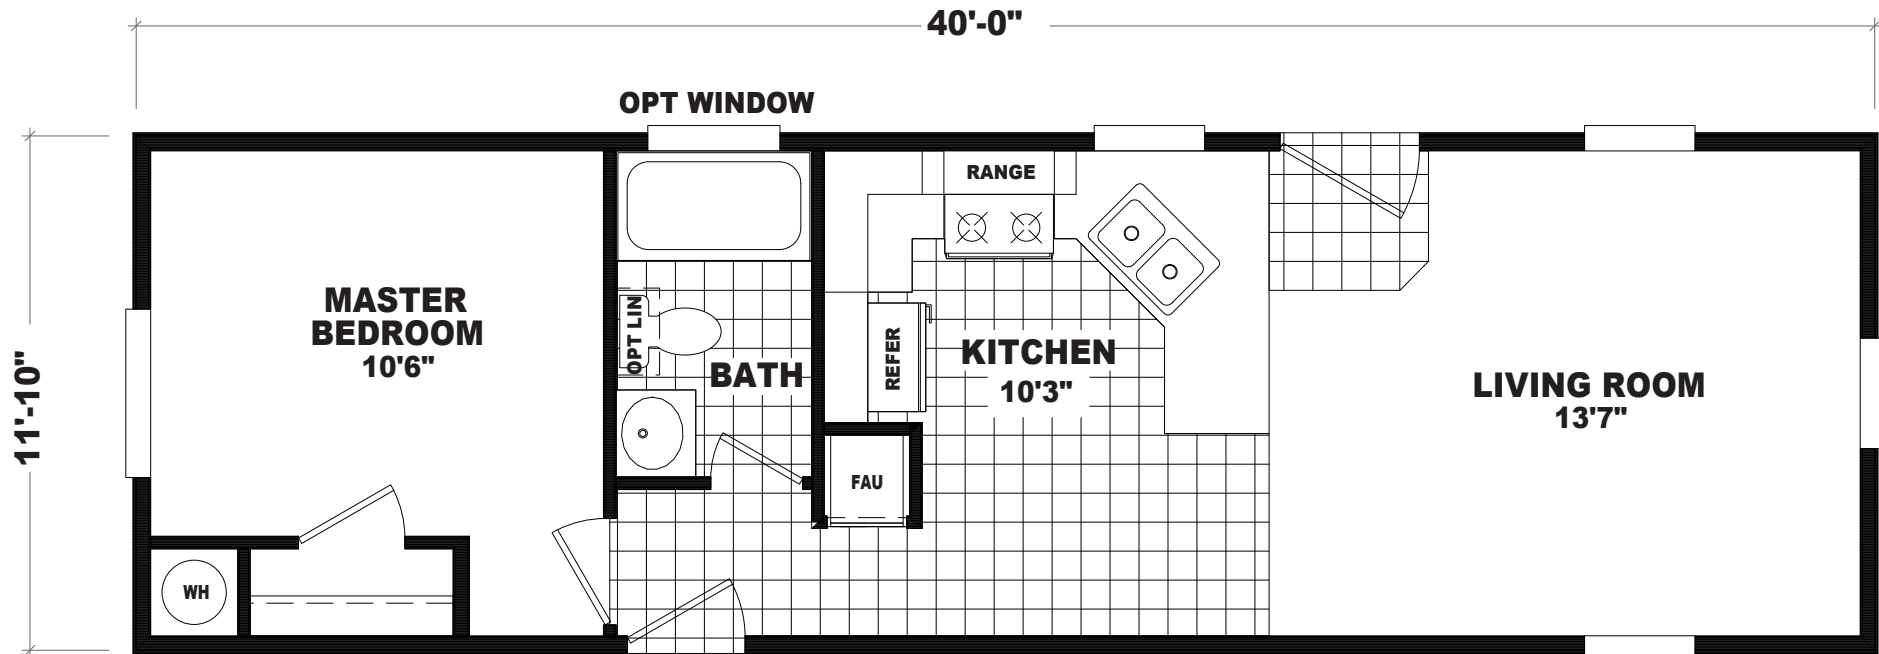 40'-0"
OPT WINDOW
RANGE
MASTER
BEDROOM
10'6"
OPT LIN
BATH
REFER
KITCHEN
10'3"
LIVING ROOM
13'7"
11'-10"
FAU
WH